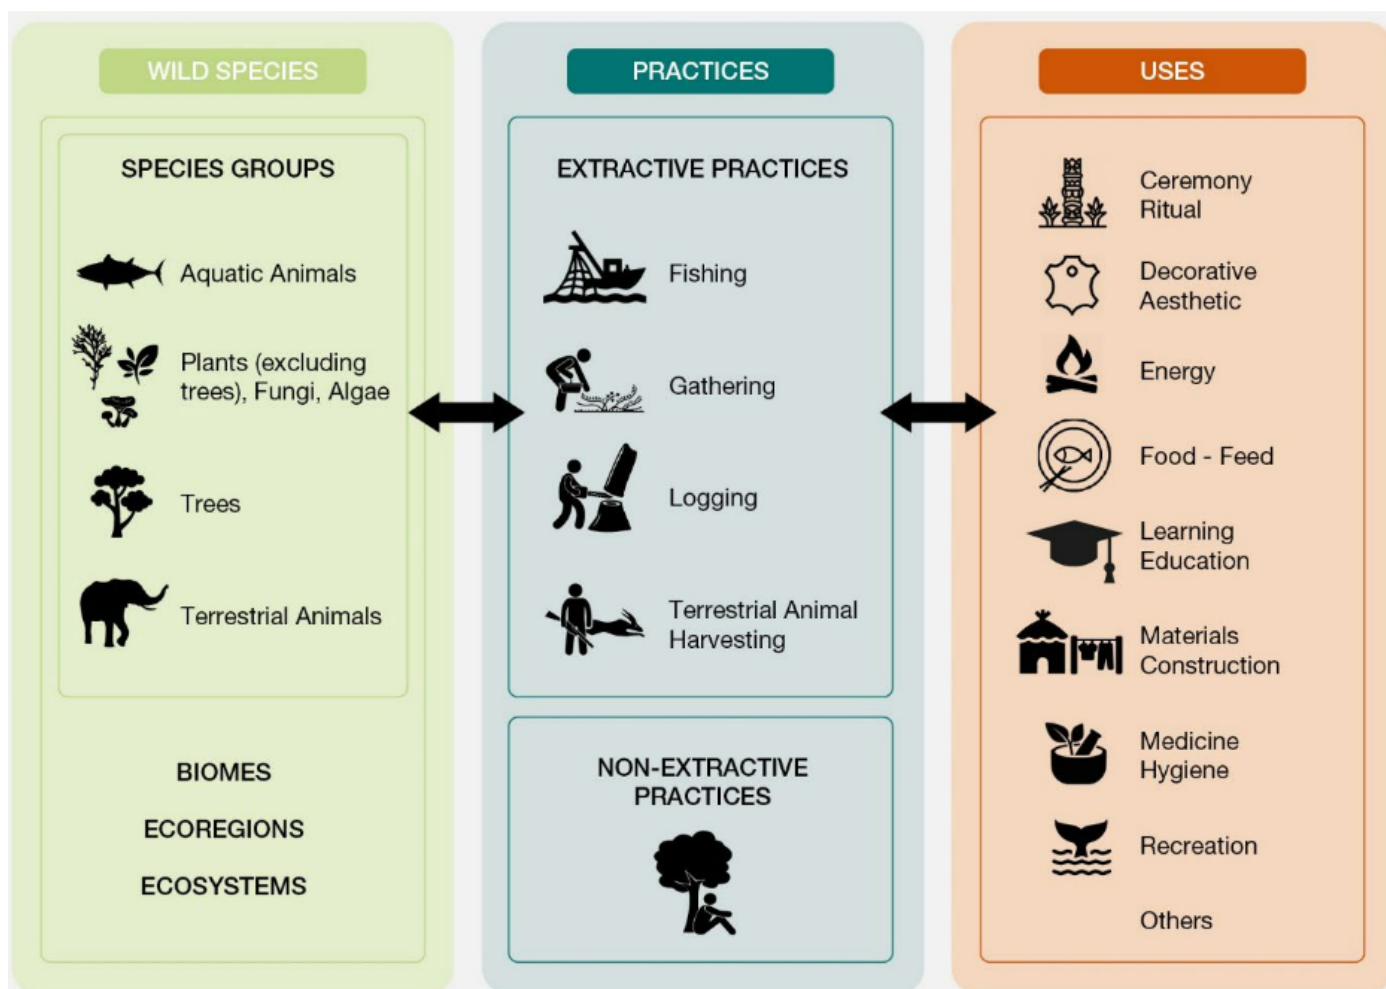 WILD SPECIES
SPECIES GROUPS
Aquatic Animals
Plants (excluding
trees), Fungi, Algae
Trees
Terrestrial Animals
BIOMES
ECOREGIONS
ECOSYSTEMS
PRACTICES
EXTRACTIVE PRACTICES
Fishing
Gathering
Logging
Terrestrial Animal
Harvesting
NON-EXTRACTIVE
PRACTICES
USES
Ceremony
Ritual
Decorative
Aesthetic
Energy
Food - Feed
Learning
Education
Materials
Construction
Medicine
Hygiene
Recreation
Others